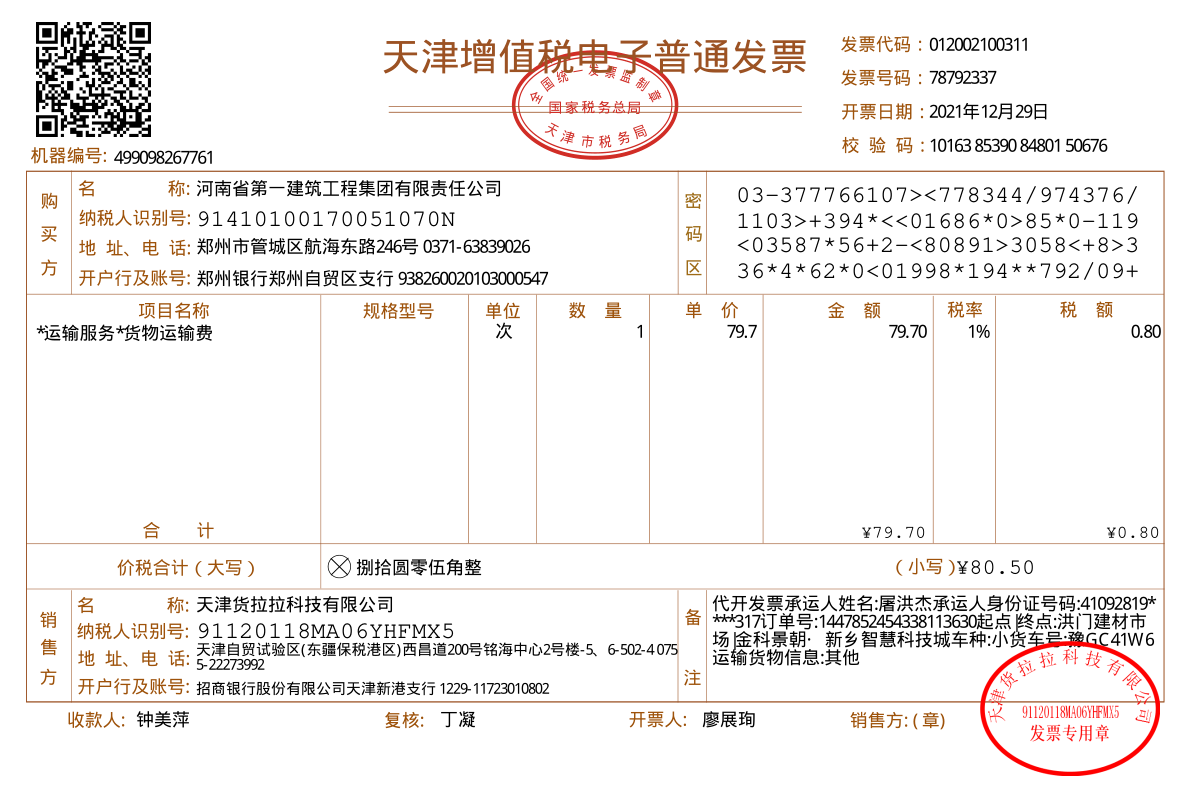 天津增值税电子普通发票
全国统一发票监制章
国家税务总局
天津市税务局
发票代码：012002100311
发票号码：78792337
开票日期：2021年12月29日
校 验 码：10163 85390 84801 50676
机器编号: 499098267761
购买方
名 称: 河南省第一建筑工程集团有限责任公司
纳税人识别号: 91410100170051070N
地 址、电 话: 郑州市管城区航海东路246号 0371-63839026
开户行及账号: 郑州银行郑州自贸区支行 938260020103000547
密码区
03-377766107><778344/974376/
1103>+394*<<01686*0>85*0-119
<03587*56+2-<80891>3058<+8>3
36*4*62*0<01998*194**792/09+
项目名称 规格型号 单位 数 量 单 价 金 额 税率 税 额
*运输服务*货物运输费 次 1 79.7 79.70 1% 0.80
合 计 ¥79.70 ¥0.80
价税合计（大写） 捌拾圆零伍角整 （小写）¥80.50
销售方
名 称: 天津货拉拉科技有限公司
纳税人识别号: 91120118MA06YHFMX5
地 址、电 话: 天津自贸试验区(东疆保税港区)西昌道200号铭海中心2号楼-5、6-502-4 075
5-22273992
开户行及账号: 招商银行股份有限公司天津新港支行 1229-11723010802
备注
代开发票承运人姓名:屠洪杰承运人身份证号码:41092819*
***317订单号:1447852454338113630起点|终点:洪门建材市
场|金科景朝· 新乡智慧科技城车种:小货车号:豫GC41W6
运输货物信息:其他
收款人: 钟美萍 复核: 丁凝 开票人: 廖展珣 销售方: (章)
天津货拉拉科技有限公司
91120118MA06YHFMX5
发票专用章